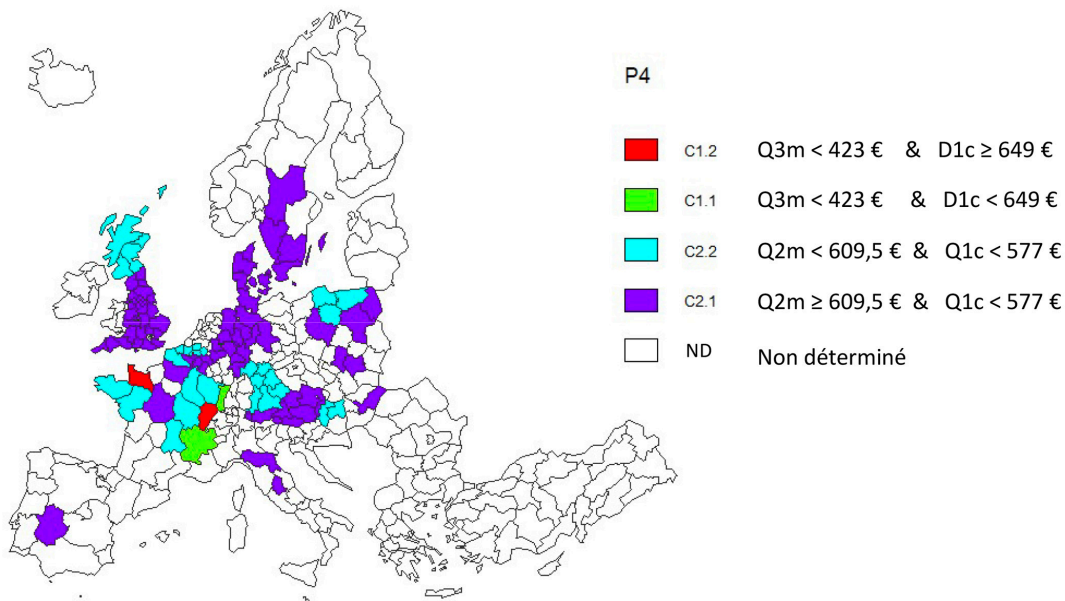 P4
C1.2 Q3m < 423 € & D1c ≥ 649 €
C1.1 Q3m < 423 € & D1c < 649 €
C2.2 Q2m < 609,5 € & Q1c < 577 €
C2.1 Q2m ≥ 609,5 € & Q1c < 577 €
ND Non déterminé